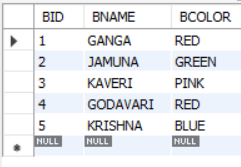 BID BNAME BCOLOR
1 GANGA RED
2 JAMUNA GREEN
3 KAVERI PINK
4 GODAVARI RED
5 KRISHNA BLUE
NULL NULL NULL